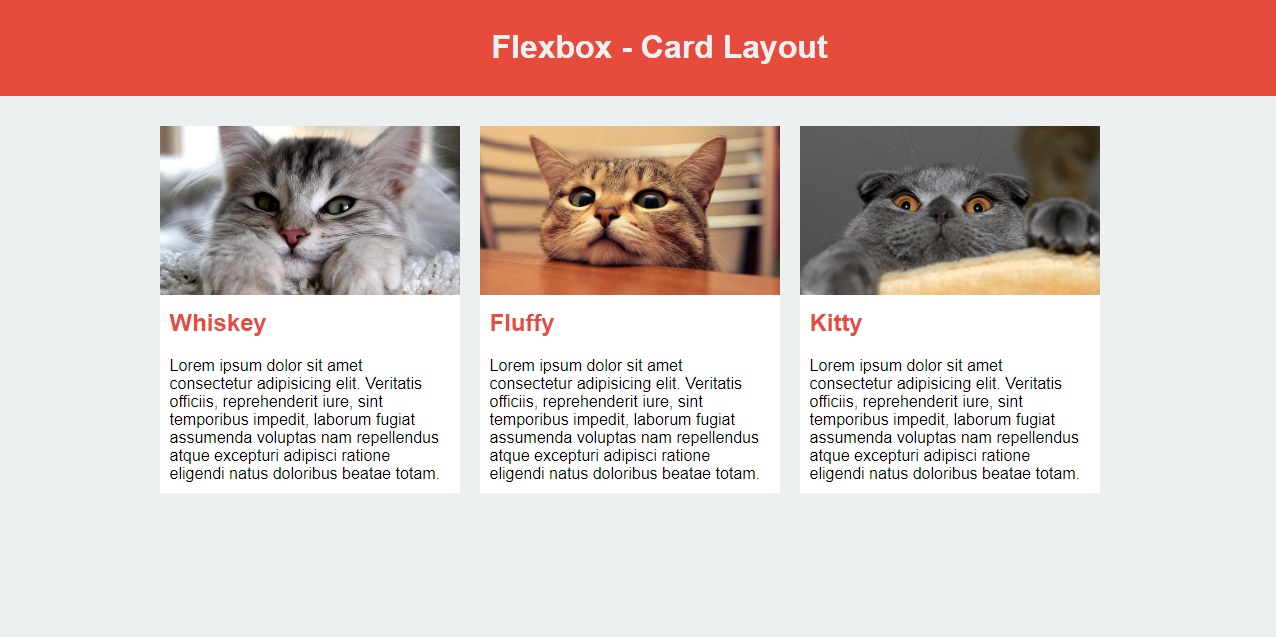 Flexbox - Card Layout
Whiskey
Lorem ipsum dolor sit amet
consectetur adipisicing elit. Veritatis
officiis, reprehenderit iure, sint
temporibus impedit, laborum fugiat
assumenda voluptas nam repellendus
atque excepturi adipisci ratione
eligendi natus doloribus beatae totam.
Fluffy
Lorem ipsum dolor sit amet
consectetur adipisicing elit. Veritatis
officiis, reprehenderit iure, sint
temporibus impedit, laborum fugiat
assumenda voluptas nam repellendus
atque excepturi adipisci ratione
eligendi natus doloribus beatae totam.
Kitty
Lorem ipsum dolor sit amet
consectetur adipisicing elit. Veritatis
officiis, reprehenderit iure, sint
temporibus impedit, laborum fugiat
assumenda voluptas nam repellendus
atque excepturi adipisci ratione
eligendi natus doloribus beatae totam.